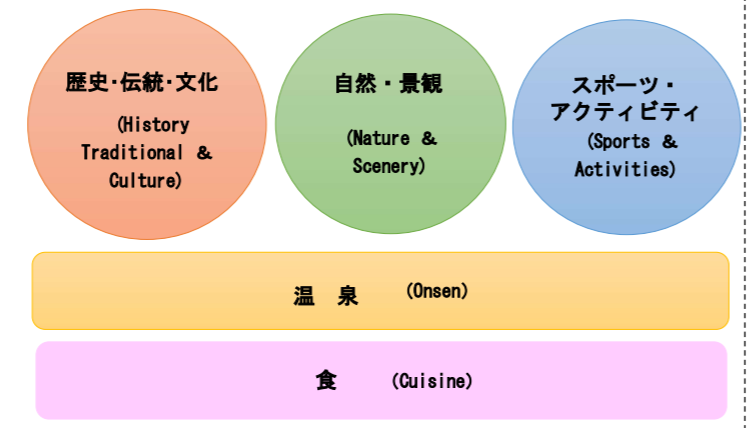 歴史・伝統・文化
(History
Traditional &
Culture)
自然・景観
(Nature &
Scenery)
スポーツ・
アクティビティ
(Sports &
Activities)
温　泉　　(Onsen)
食　　(Cuisine)